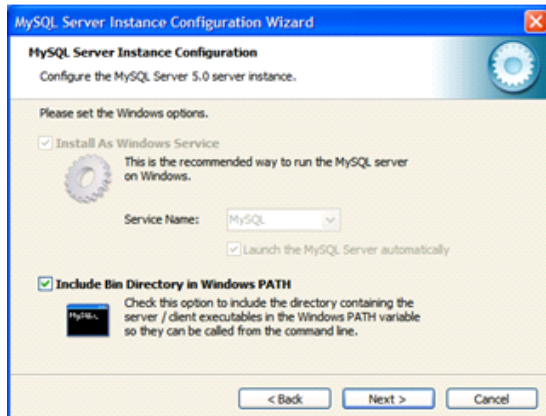 MySQL Server Instance Configuration Wizard
MySQL Server Instance Configuration
Configure the MySQL Server 5.0 server instance.
Please set the Windows options.
Install As Windows Service
This is the recommended way to run the MySQL server
on Windows.
Service Name: MySQL
Launch the MySQL Server automatically
Include Bin Directory in Windows PATH
Check this option to include the directory containing the
server / client executables in the Windows PATH variable
so they can be called from the command line.
< Back Next > Cancel